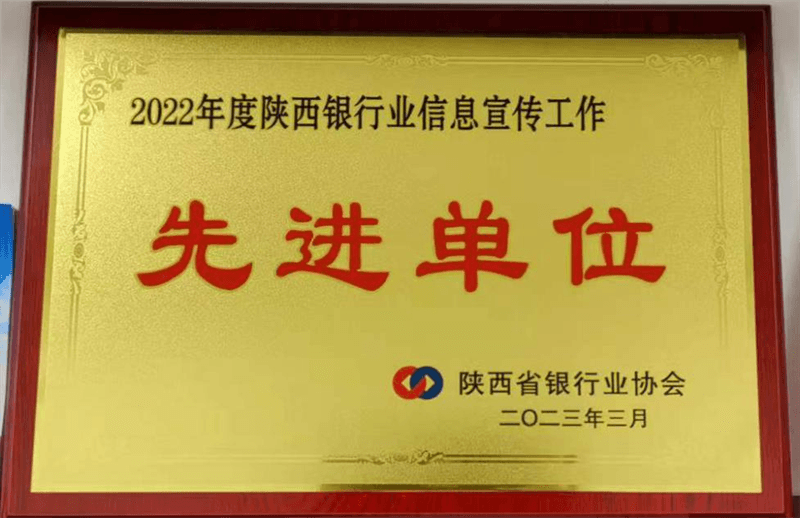 2022年度陕西银行业信息宣传工作
先进单位
陕西省银行业协会
二〇二三年三月